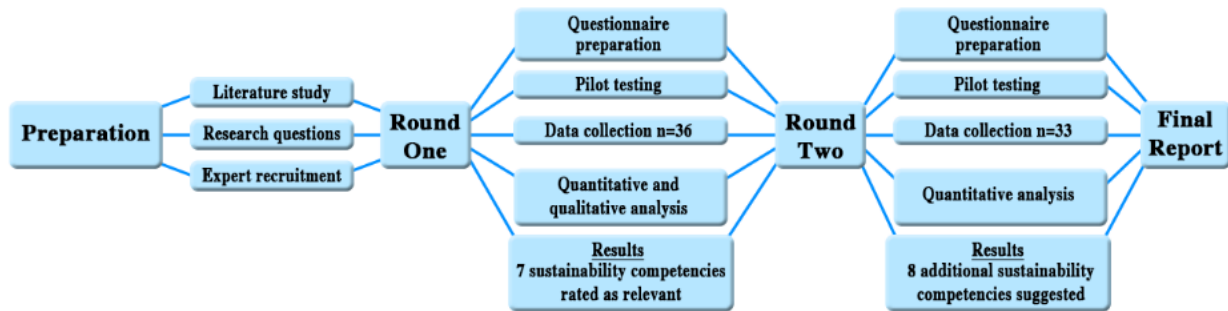 Preparation
Literature study
Research questions
Expert recruitment
Round
One
Questionnaire
preparation
Pilot testing
Data collection n=36
Quantitative and
qualitative analysis
Results
7 sustainability competencies
rated as relevant
Round
Two
Questionnaire
preparation
Pilot testing
Data collection n=33
Quantitative analysis
Results
8 additional sustainability
competencies suggested
Final
Report